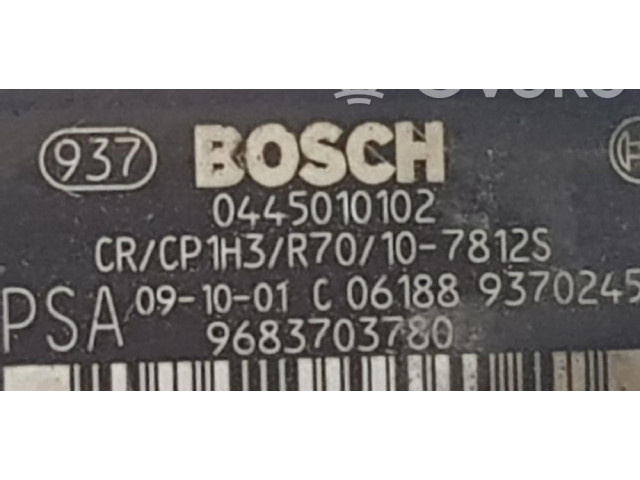 937 BOSCH
0445010102
CR/CP1H3/R70/10-7812S
PSA 09-10-01 C 06188 9370245
9683703780